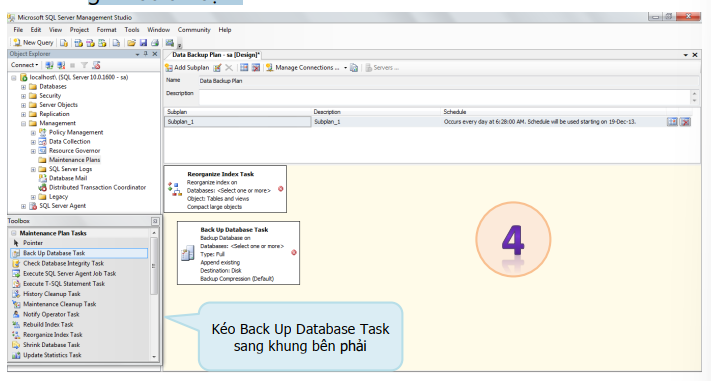 Microsoft SQL Server Management Studio
File Edit View Project Format Tools Window Community Help
New Query
Object Explorer
Connect
localhost\ (SQL Server 10.0.1600 - sa)
Databases
Security
Server Objects
Replication
Management
Policy Management
Data Collection
Resource Governor
Maintenance Plans
SQL Server Logs
Database Mail
Distributed Transaction Coordinator
Legacy
SQL Server Agent
Toolbox
Maintenance Plan Tasks
Pointer
Back Up Database Task
Check Database Integrity Task
Execute SQL Server Agent Job Task
Execute T-SQL Statement Task
History Cleanup Task
Maintenance Cleanup Task
Notify Operator Task
Rebuild Index Task
Reorganize Index Task
Shrink Database Task
Update Statistics Task
Data Backup Plan - sa [Design]*
Add Subplan Manage Connections ... Servers ...
Name Data Backup Plan
Description
Subplan Description Schedule
Subplan_1 Subplan_1 Occurs every day at 6:28:00 AM. Schedule will be used starting on 19-Dec-13.
Reorganize Index Task
Reorganize index on
Databases: <Select one or more>
Object: Tables and views
Compact large objects
Back Up Database Task
Backup Database on
Databases: <Select one or more>
Type: Full
Append existing
Destination: Disk
Backup Compression (Default)
4
Kéo Back Up Database Task
sang khung bên phải